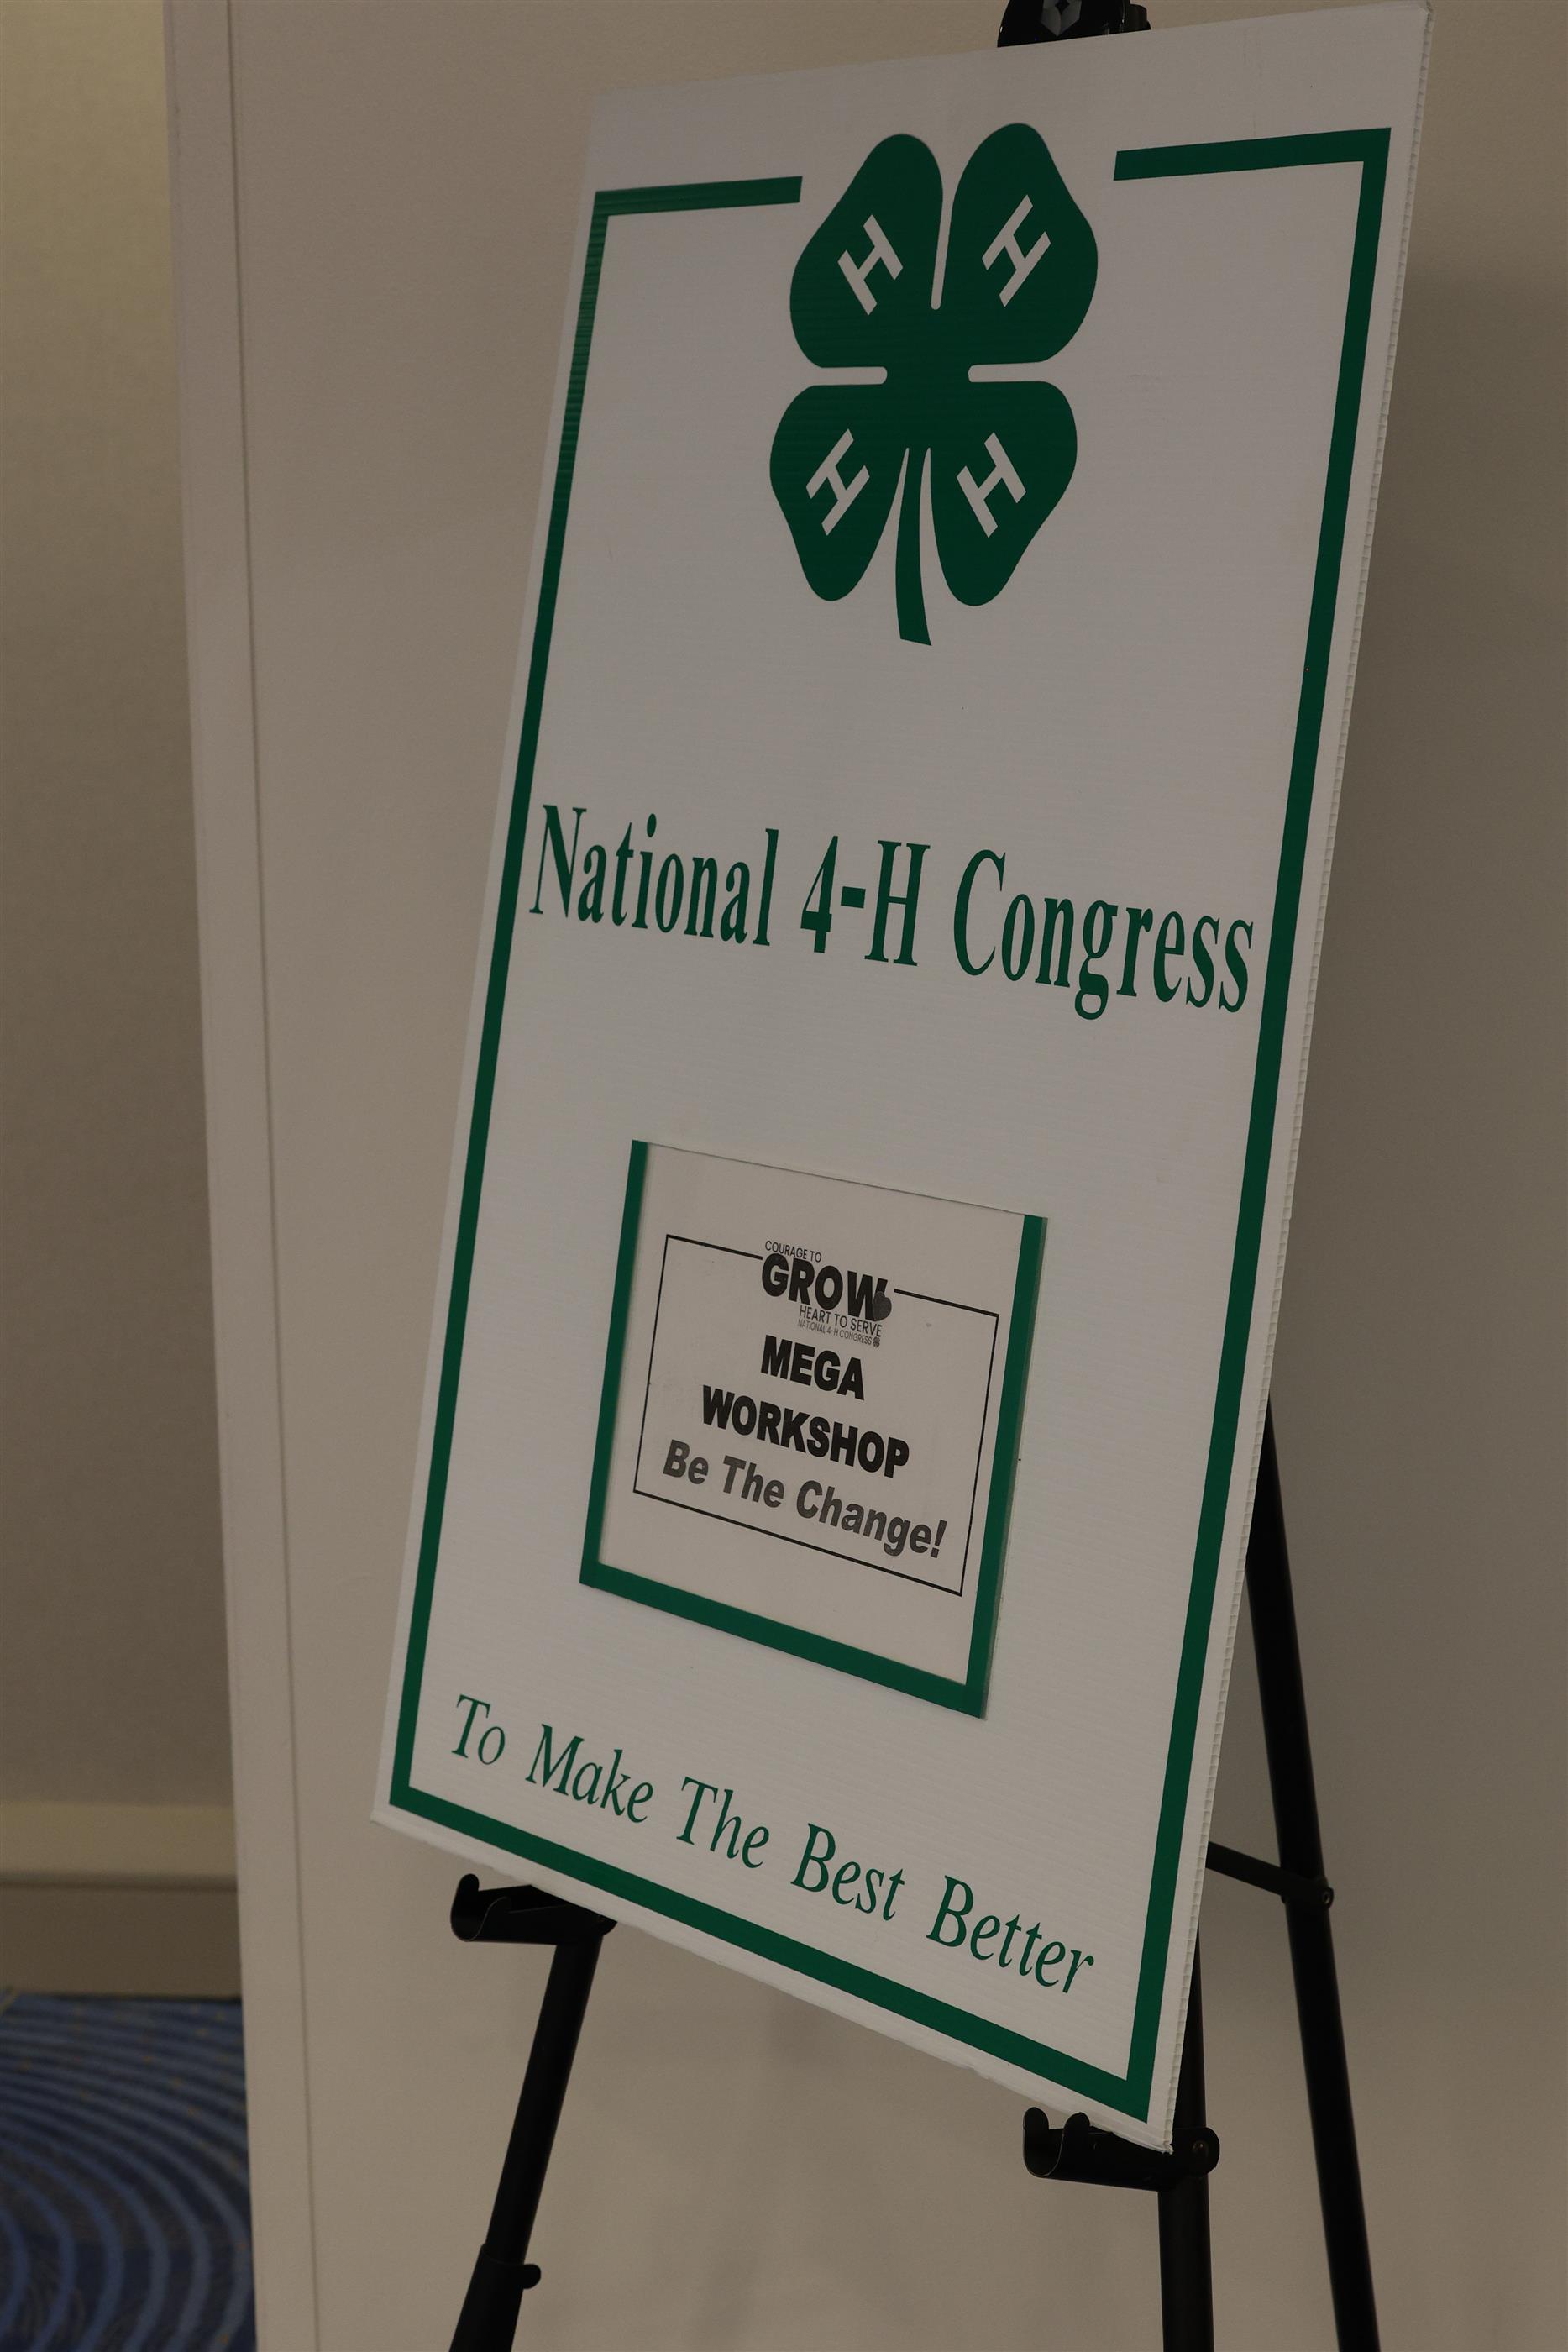 H H
H H
National 4-H Congress
COURAGE TO
GROW
HEART TO SERVE
NATIONAL 4-H CONGRESS
MEGA
WORKSHOP
Be The Change!
To Make The Best Better